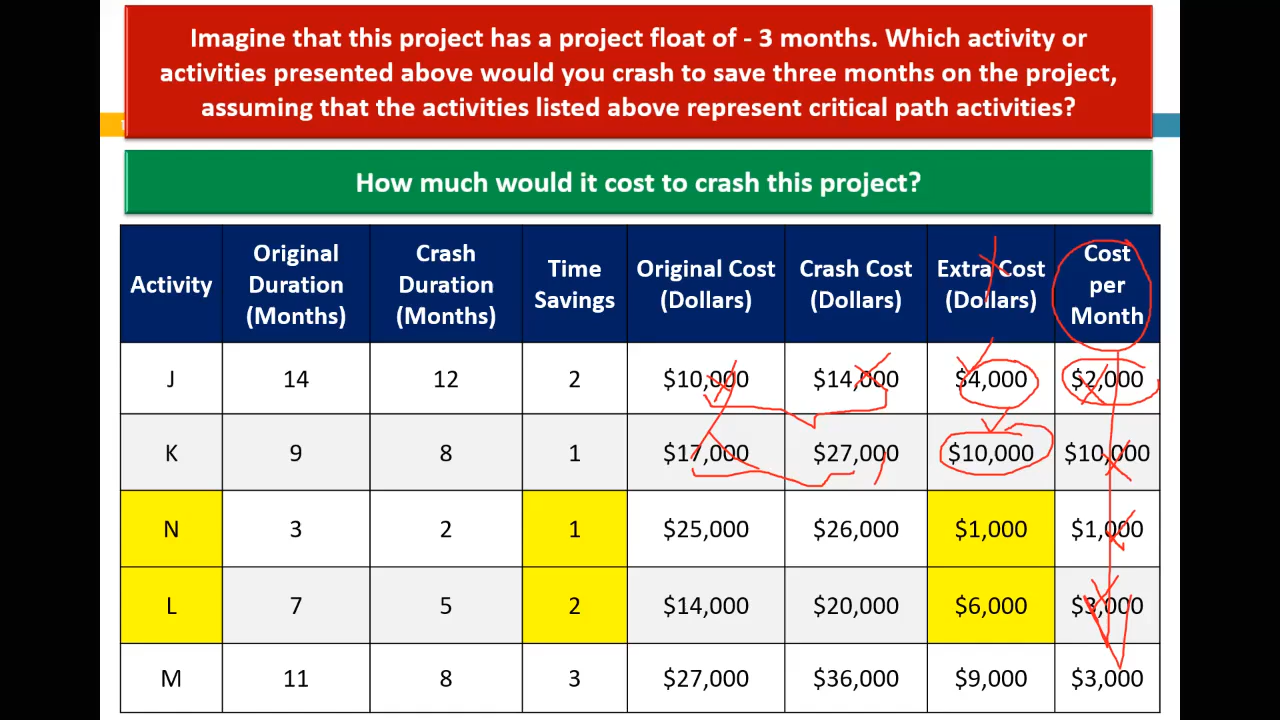 Imagine that this project has a project float of - 3 months. Which activity or
activities presented above would you crash to save three months on the project,
assuming that the activities listed above represent critical path activities?
How much would it cost to crash this project?
Activity Original Duration (Months) Crash Duration (Months) Time Savings Original Cost (Dollars) Crash Cost (Dollars) Extra Cost (Dollars) Cost per Month
J 14 12 2 $10,000 $14,000 $4,000 $2,000
K 9 8 1 $17,000 $27,000 $10,000 $10,000
N 3 2 1 $25,000 $26,000 $1,000 $1,000
L 7 5 2 $14,000 $20,000 $6,000 $3,000
M 11 8 3 $27,000 $36,000 $9,000 $3,000